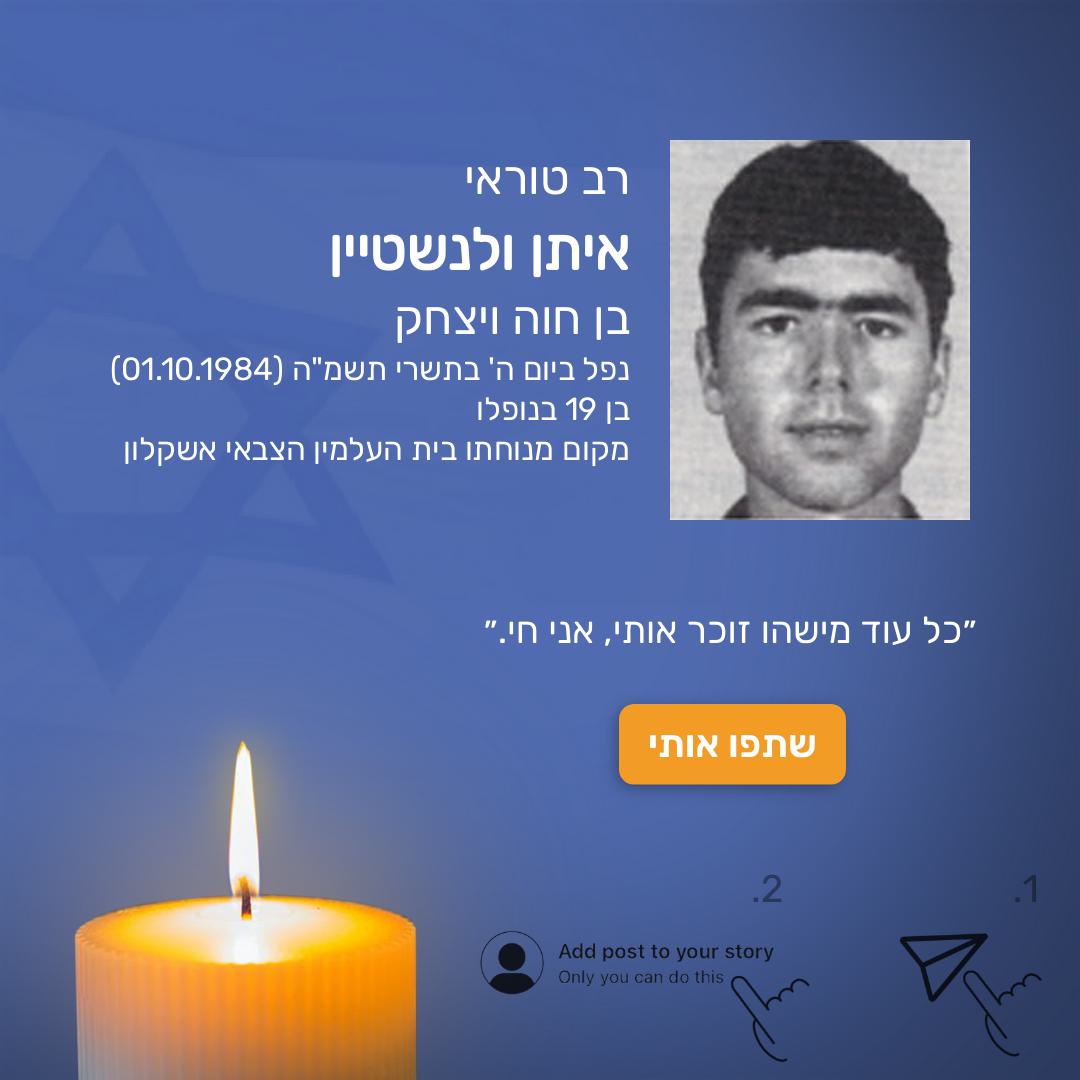 רב טוראי
איתן ולנשטיין
בן חוה ויצחק
נפל ביום ה' בתשרי תשמ"ה (01.10.1984)
בן 19 בנופלו
מקום מנוחתו בית העלמין הצבאי אשקלון
״כל עוד מישהו זוכר אותי, אני חי.״
שתפו אותי
.1
.2
Add post to your story
Only you can do this